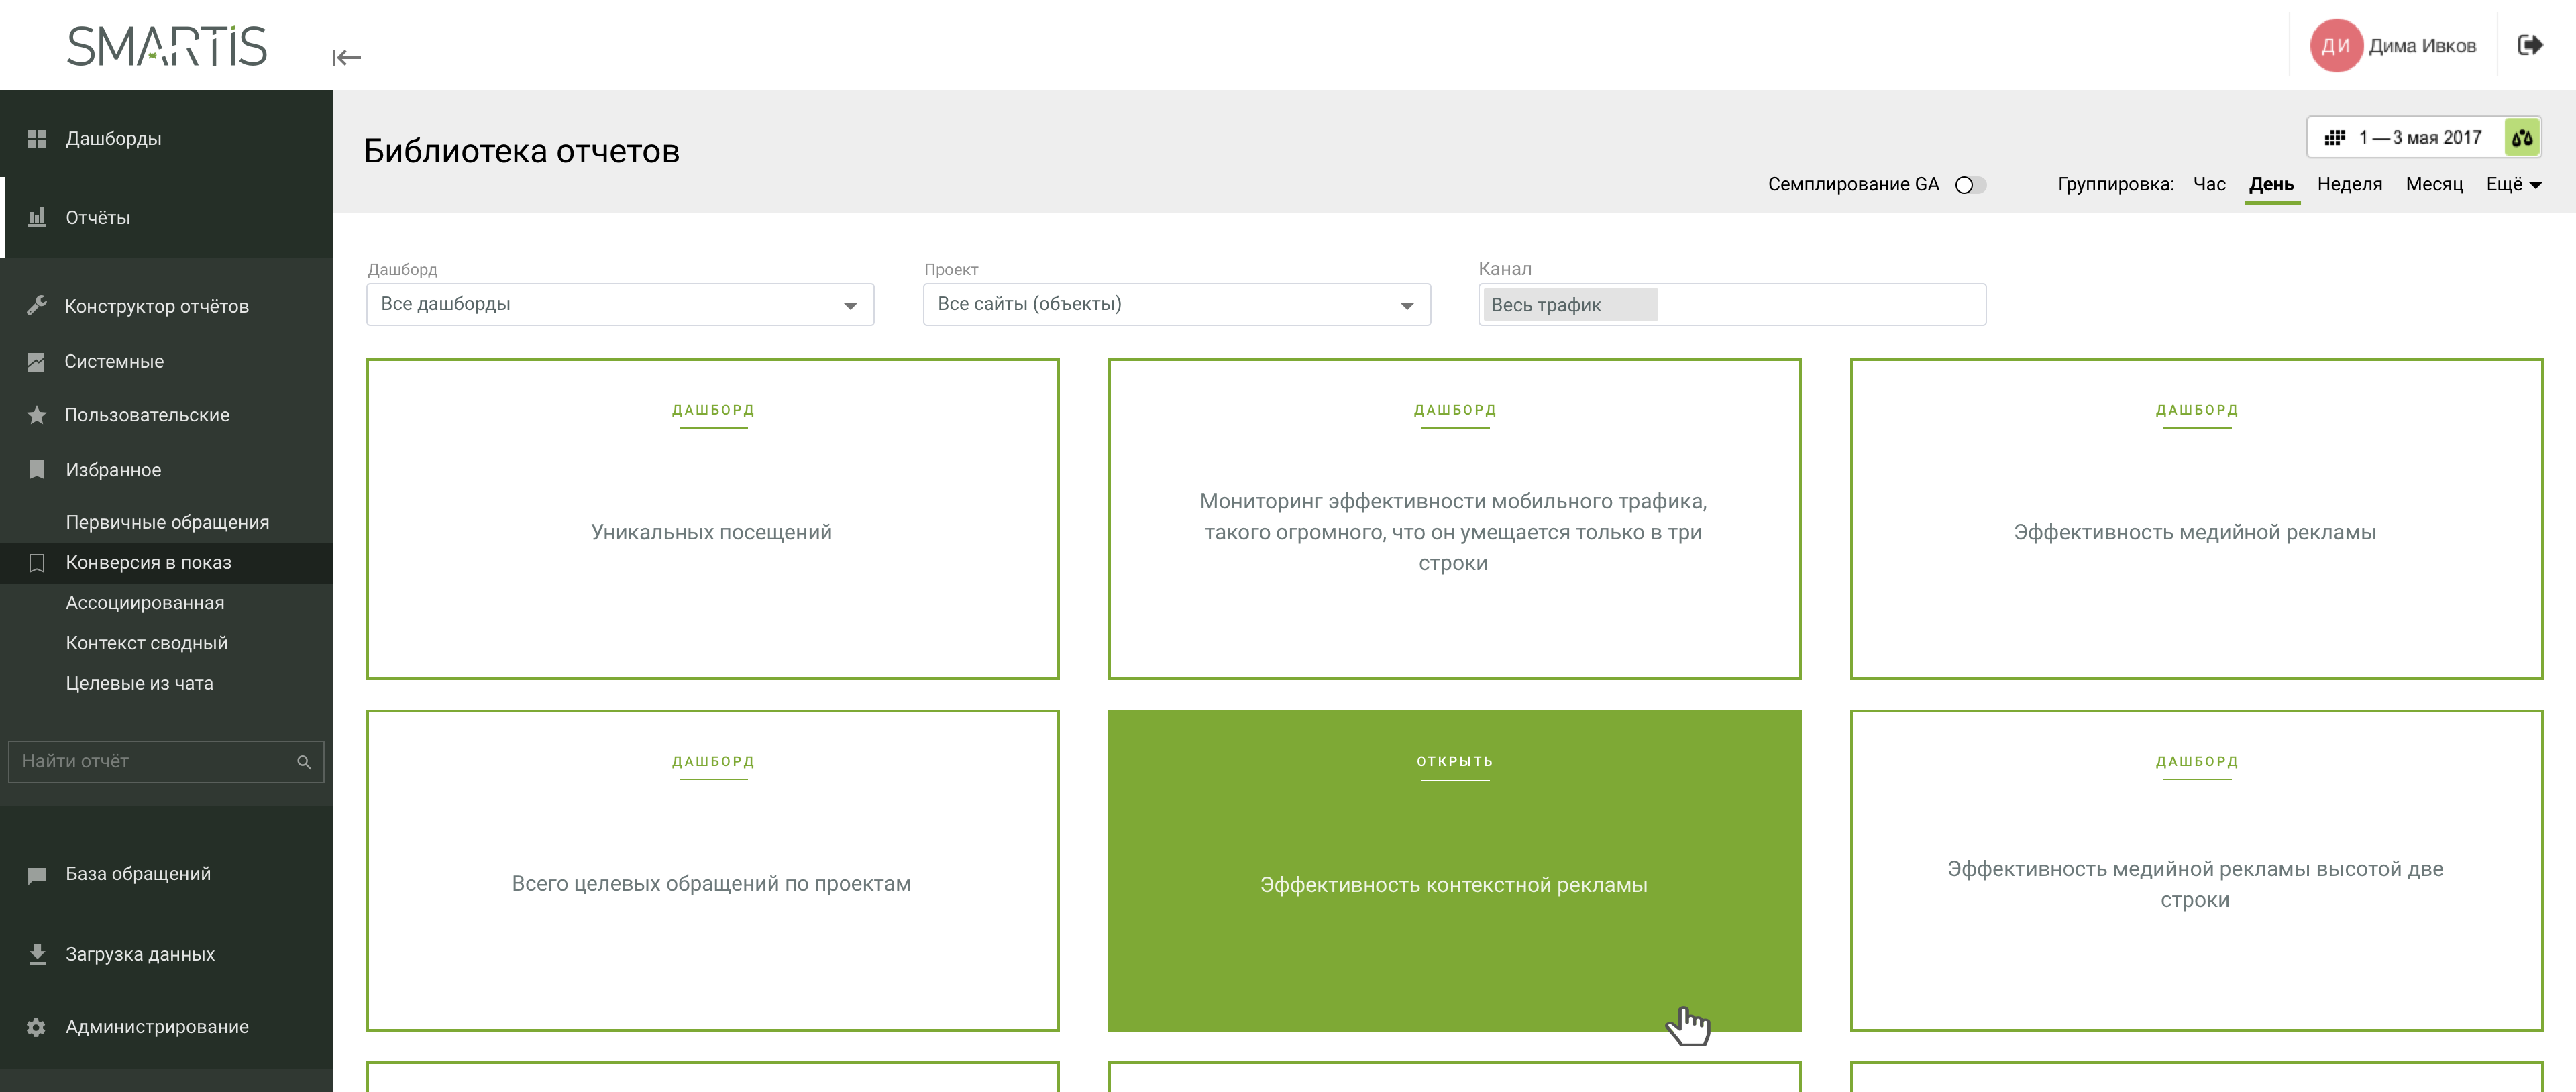 SMARTIS
ДИ Дима Ивков
Дашборды
Отчёты
Конструктор отчётов
Системные
Пользовательские
Избранное
Первичные обращения
Конверсия в показ
Ассоциированная
Контекст сводный
Целевые из чата
Найти отчёт
База обращений
Загрузка данных
Администрирование
Библиотека отчетов
1 — 3 мая 2017
Семплирование GA
Группировка: Час День Неделя Месяц Ещё
Дашборд
Все дашборды
Проект
Все сайты (объекты)
Канал
Весь трафик
ДАШБОРД
Уникальных посещений
ДАШБОРД
Мониторинг эффективности мобильного трафика,
такого огромного, что он умещается только в три
строки
ДАШБОРД
Эффективность медийной рекламы
ДАШБОРД
Всего целевых обращений по проектам
ОТКРЫТЬ
Эффективность контекстной рекламы
ДАШБОРД
Эффективность медийной рекламы высотой две
строки